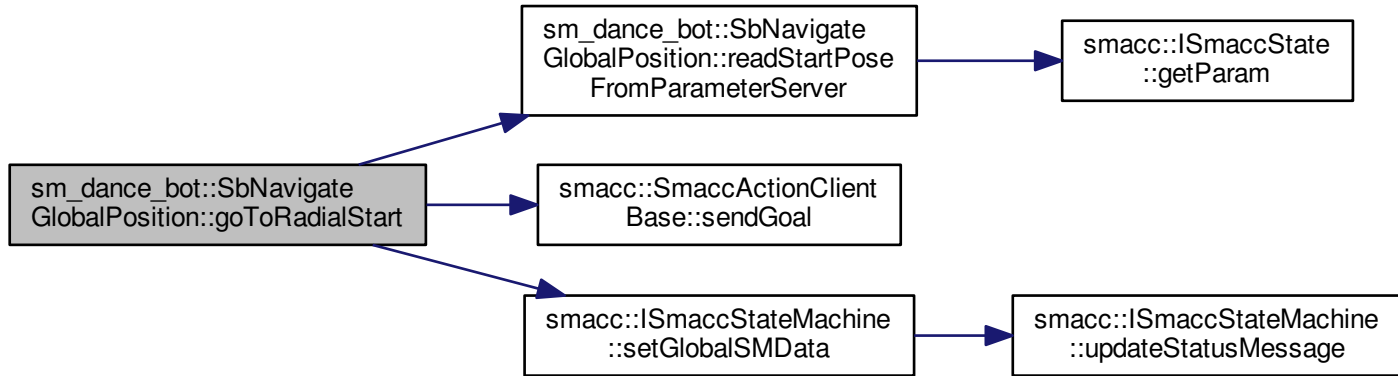 sm_dance_bot::SbNavigate
GlobalPosition::readStartPose
FromParameterServer
smacc::ISmaccState
::getParam
sm_dance_bot::SbNavigate
GlobalPosition::goToRadialStart
smacc::SmaccActionClient
Base::sendGoal
smacc::ISmaccStateMachine
::setGlobalSMData
smacc::ISmaccStateMachine
::updateStatusMessage